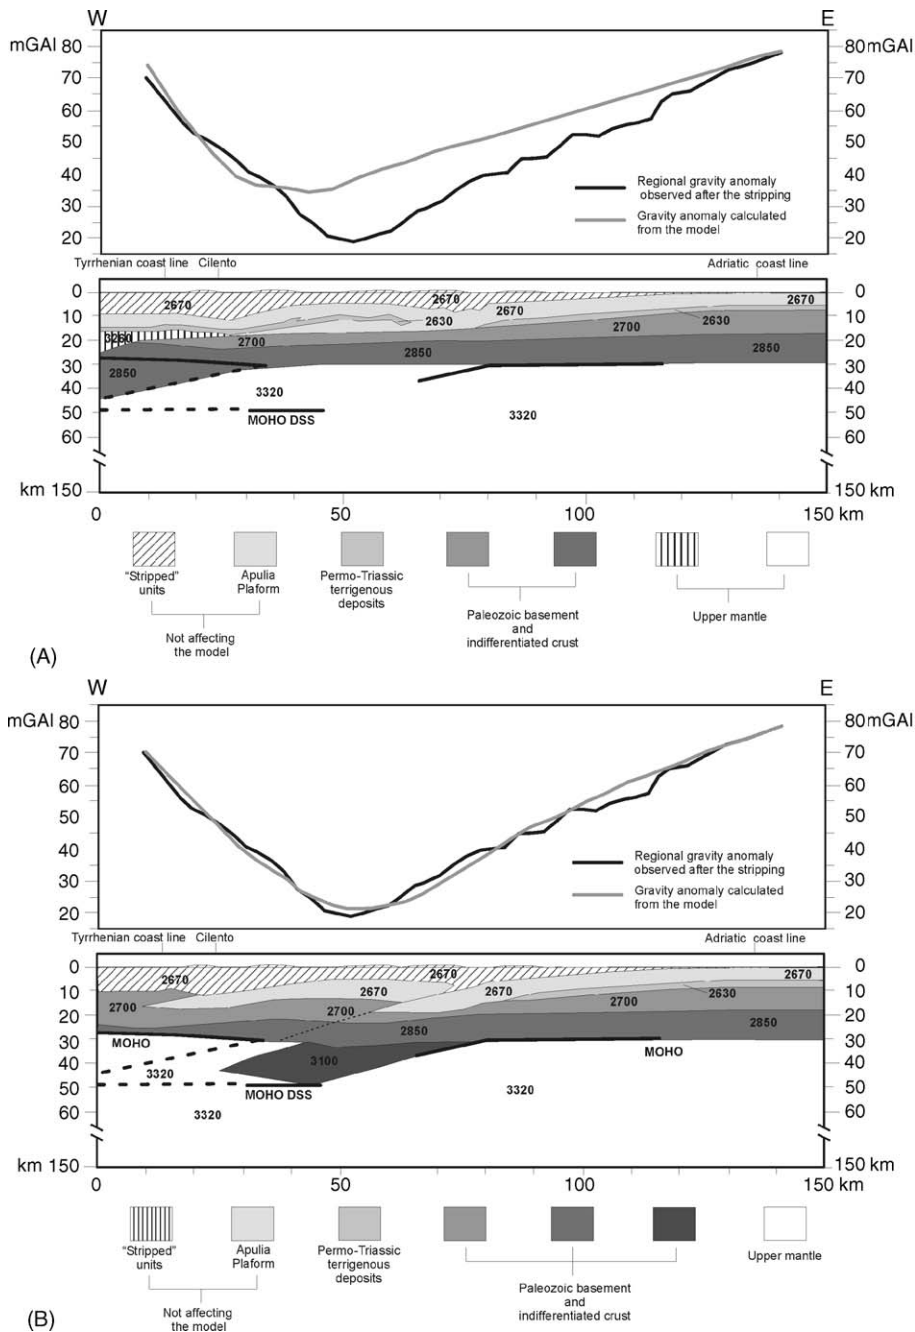 W E
mGAl 80 80 mGAl
70 70
60 60
50 50
40 40
30 30
20 20
Regional gravity anomaly
observed after the stripping
Gravity anomaly calculated
from the model
Tyrrhenian coast line Cilento Adriatic coast line
0 2670 2670 2670 0
10 2670 2630 2630 10
20 3260 2700 2700 20
30 2850 2850 30
40 2850 3320 40
50 MOHO DSS 3320 50
60 60
km 150 150 km
0 50 100 150 km
"Stripped"
units
Apulia
Plaform
Permo-Triassic
terrigenous
deposits
Paleozoic basement
and
indifferentiated crust
Upper mantle
Not affecting
the model
(A)
W E
mGAl 80 80 mGAl
70 70
60 60
50 50
40 40
30 30
20 20
Regional gravity anomaly
observed after the stripping
Gravity anomaly calculated
from the model
Tyrrhenian coast line Cilento Adriatic coast line
0 2670 2670 2670 0
10 2700 2670 2670 2630 10
20 2700 2700 20
30 MOHO 2850 2850 30
40 3320 3100 MOHO 40
50 MOHO DSS 3320 50
60 3320 60
km 150 150 km
0 50 100 150 km
"Stripped"
units
Apulia
Plaform
Permo-Triassic
terrigenous
deposits
Paleozoic basement
and
indifferentiated crust
Upper mantle
Not affecting
the model
(B)